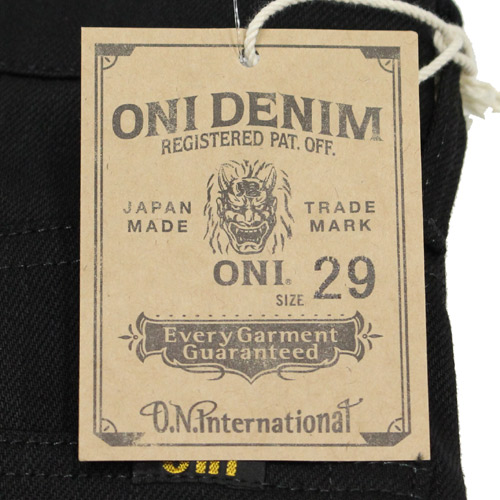 ONI DENIM
REGISTERED PAT. OFF.
JAPAN MADE
TRADE MARK
ONI®
SIZE 29
Every Garment
Guaranteed
O.N.International